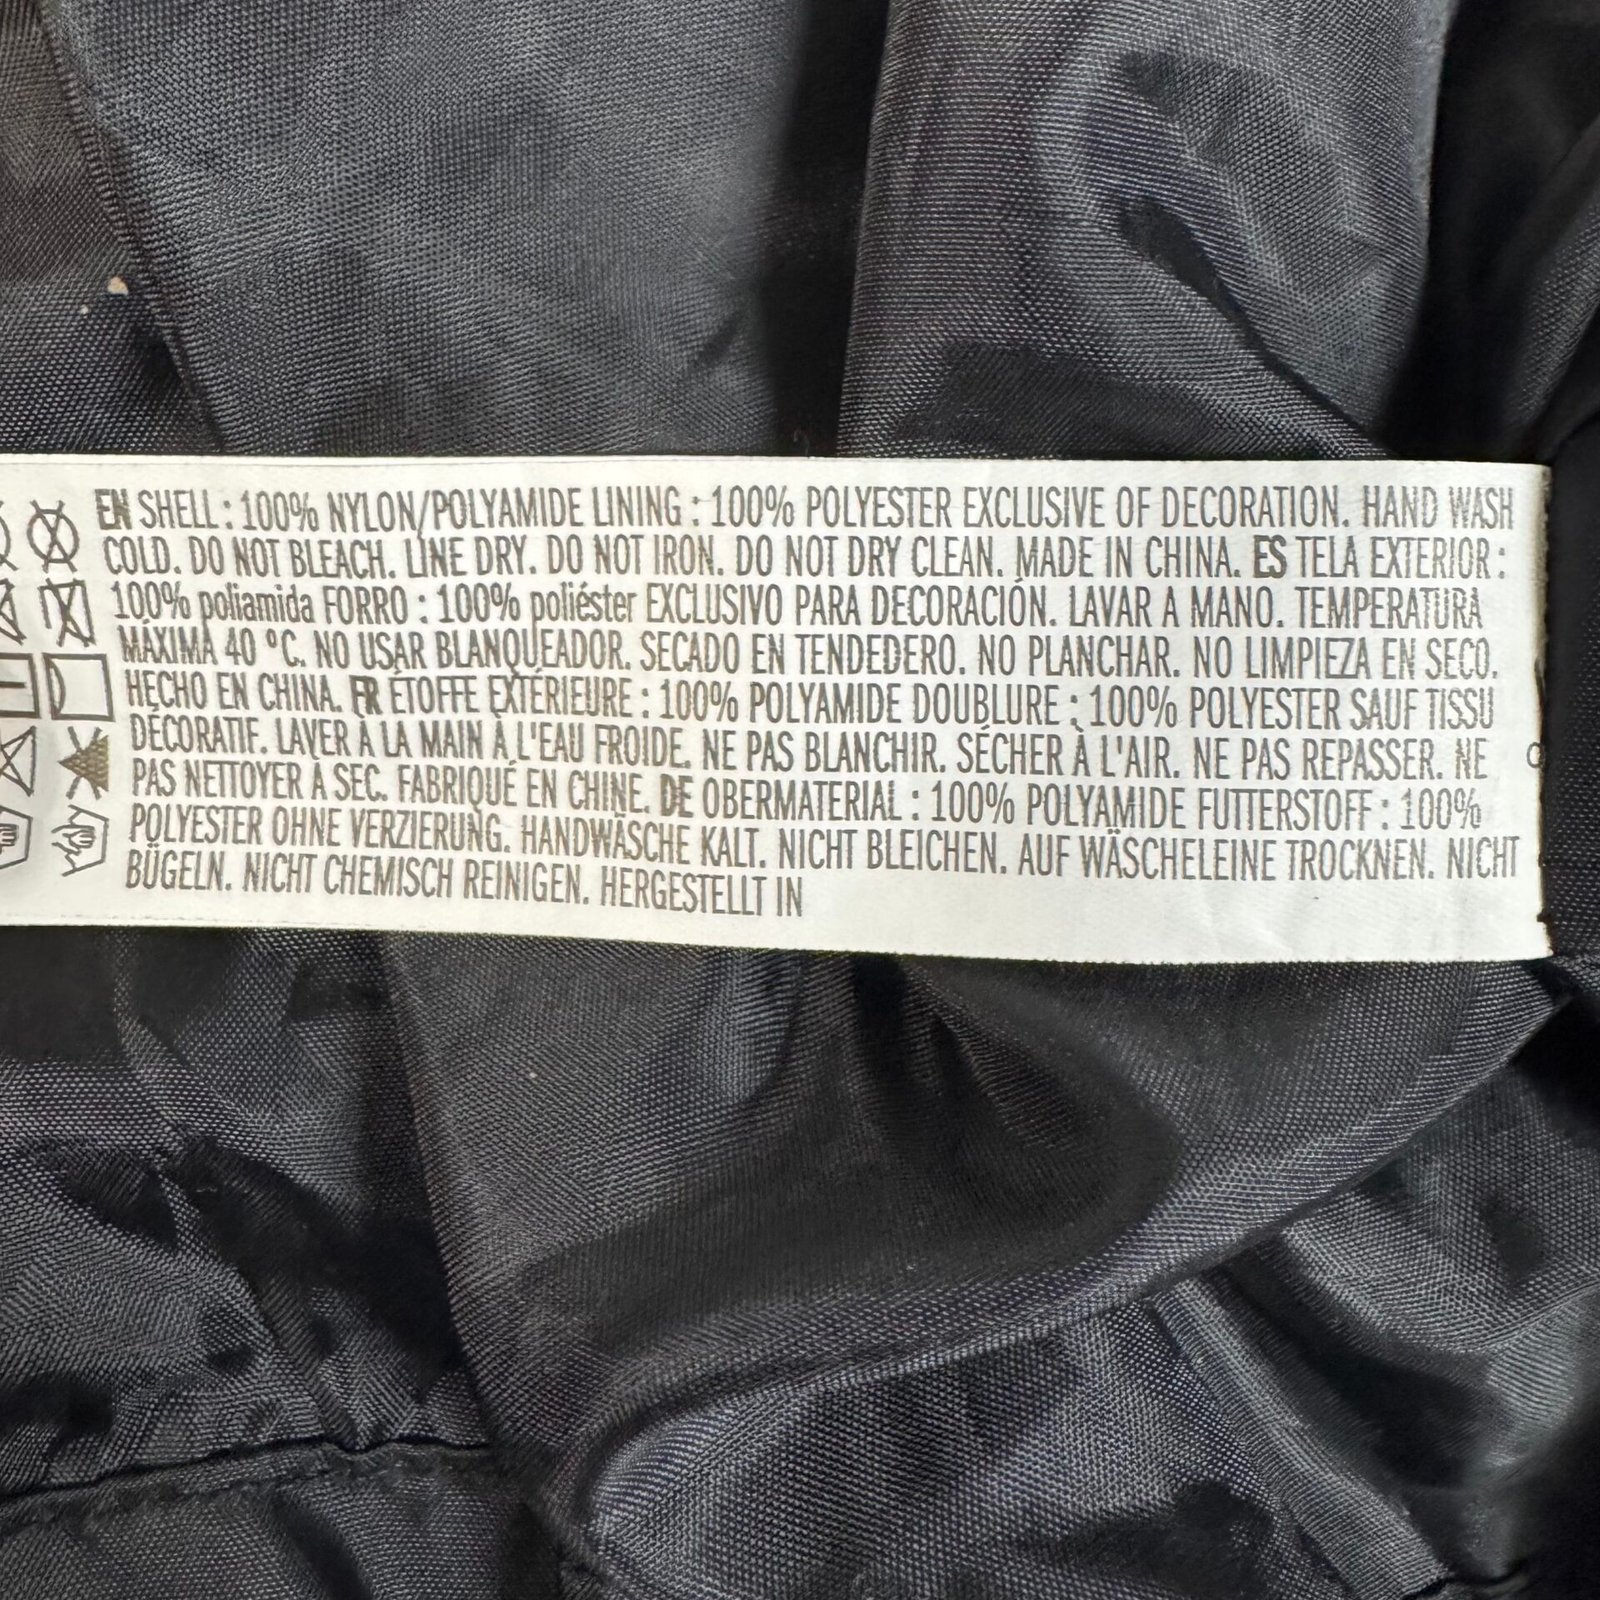 EN SHELL : 100% NYLON/POLYAMIDE LINING : 100% POLYESTER EXCLUSIVE OF DECORATION. HAND WASH
COLD. DO NOT BLEACH. LINE DRY. DO NOT IRON. DO NOT DRY CLEAN. MADE IN CHINA. ES TELA EXTERIOR :
100% poliamida FORRO : 100% poliéster EXCLUSIVO PARA DECORACIÓN. LAVAR A MANO. TEMPERATURA
MÁXIMA 40 °C. NO USAR BLANQUEADOR. SECADO EN TENDEDERO. NO PLANCHAR. NO LIMPIEZA EN SECO.
HECHO EN CHINA. FR ÉTOFFE EXTÉRIEURE : 100% POLYAMIDE DOUBLURE : 100% POLYESTER SAUF TISSU
DÉCORATIF. LAVER À LA MAIN À L'EAU FROIDE. NE PAS BLANCHIR. SÉCHER À L'AIR. NE PAS REPASSER. NE
PAS NETTOYER À SEC. FABRIQUÉ EN CHINE. DE OBERMATERIAL : 100% POLYAMIDE FUTTERSTOFF : 100%
POLYESTER OHNE VERZIERUNG. HANDWÄSCHE KALT. NICHT BLEICHEN. AUF WÄSCHELEINE TROCKNEN. NICHT
BÜGELN. NICHT CHEMISCH REINIGEN. HERGESTELLT IN